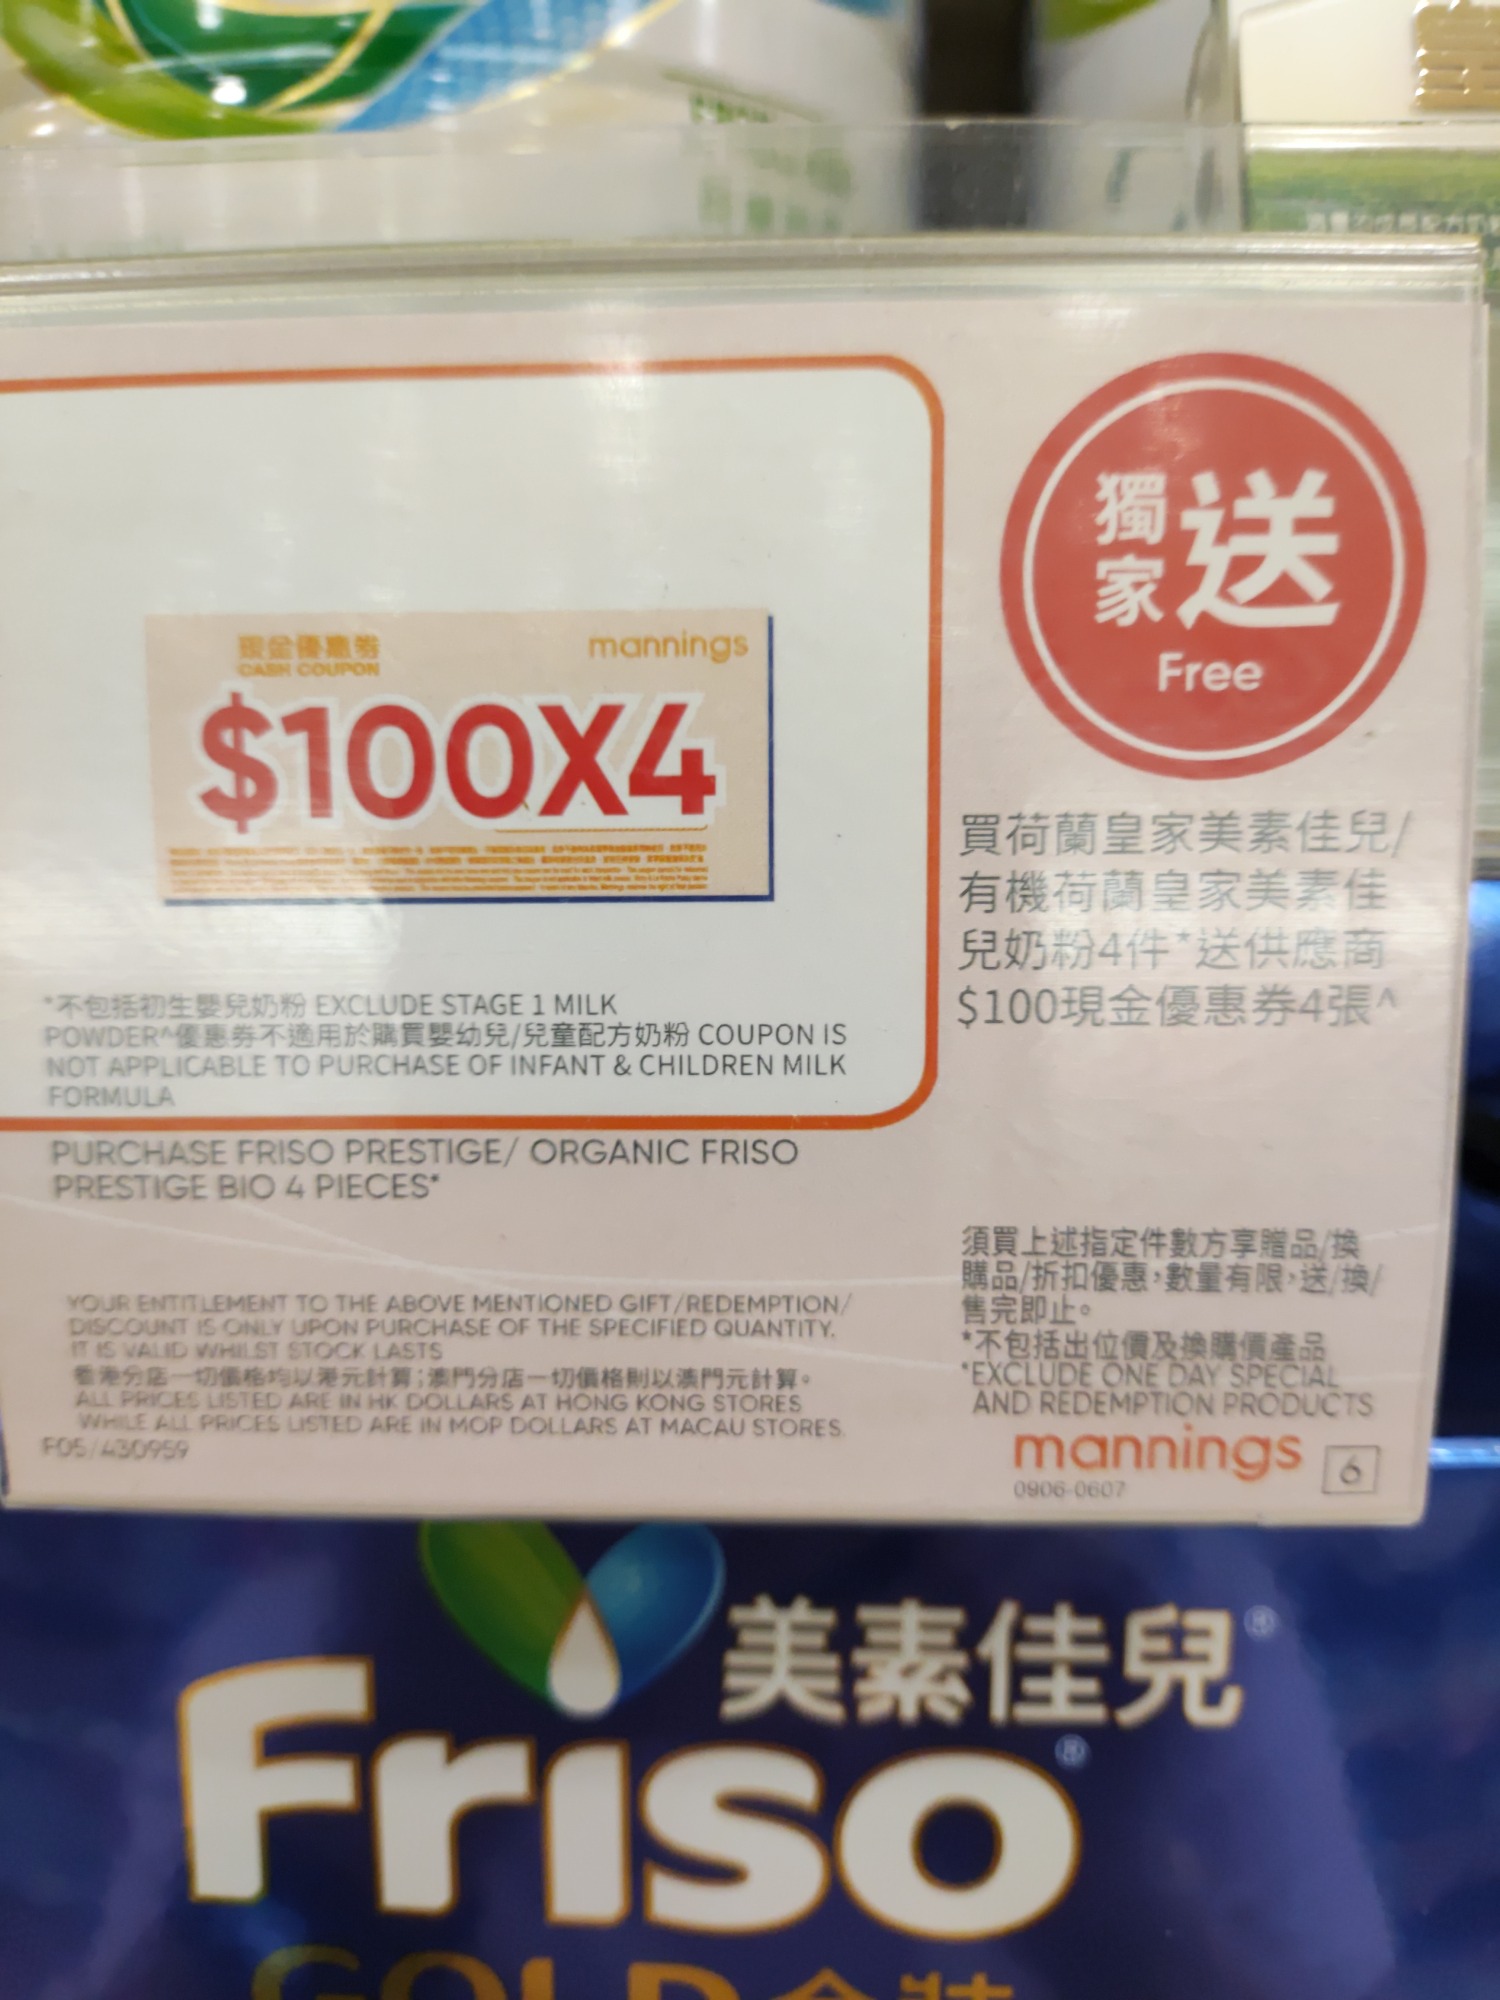 獨家送
Free
現金優惠券
CASH COUPON
mannings
$100X4
買荷蘭皇家美素佳兒/
有機荷蘭皇家美素佳
兒奶粉4件*送供應商
$100現金優惠券4張^
*不包括初生嬰兒奶粉 EXCLUDE STAGE 1 MILK
POWDER^優惠券不適用於購買嬰幼兒/兒童配方奶粉 COUPON IS
NOT APPLICABLE TO PURCHASE OF INFANT & CHILDREN MILK
FORMULA
PURCHASE FRISO PRESTIGE/ ORGANIC FRISO
PRESTIGE BIO 4 PIECES*
須買上述指定件數方享贈品/換
購品/折扣優惠，數量有限，送/換/
售完即止。
*不包括出位價及換購價產品
*EXCLUDE ONE DAY SPECIAL
AND REDEMPTION PRODUCTS
YOUR ENTITLEMENT TO THE ABOVE MENTIONED GIFT/REDEMPTION/
DISCOUNT IS ONLY UPON PURCHASE OF THE SPECIFIED QUANTITY.
IT IS VALID WHILST STOCK LASTS
香港分店一切價格均以港元計算；澳門分店一切價格則以澳門元計算。
ALL PRICES LISTED ARE IN HK DOLLARS AT HONG KONG STORES
WHILE ALL PRICES LISTED ARE IN MOP DOLLARS AT MACAU STORES.
F05/430959
mannings 6
0906-0607
美素佳兒®
Friso®
GOLD 金裝